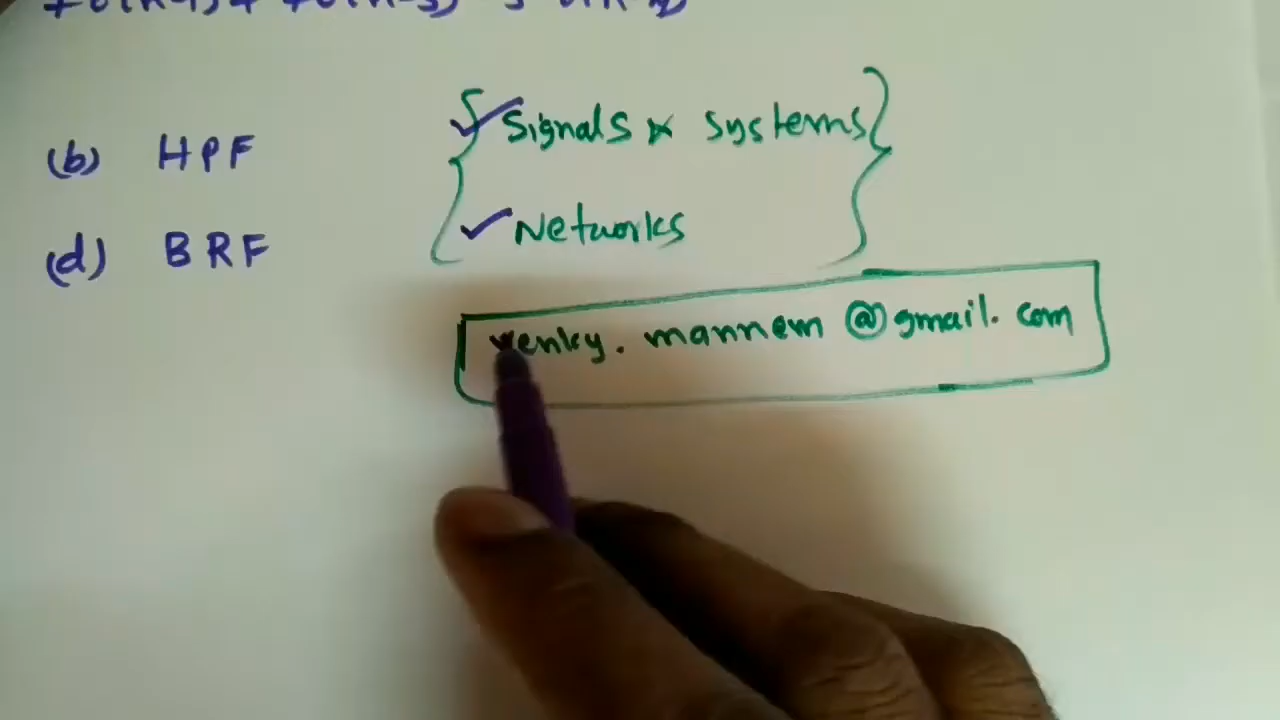 (b) HPF
(d) BRF
Signals & systems
Networks
venky.mannem@gmail.com